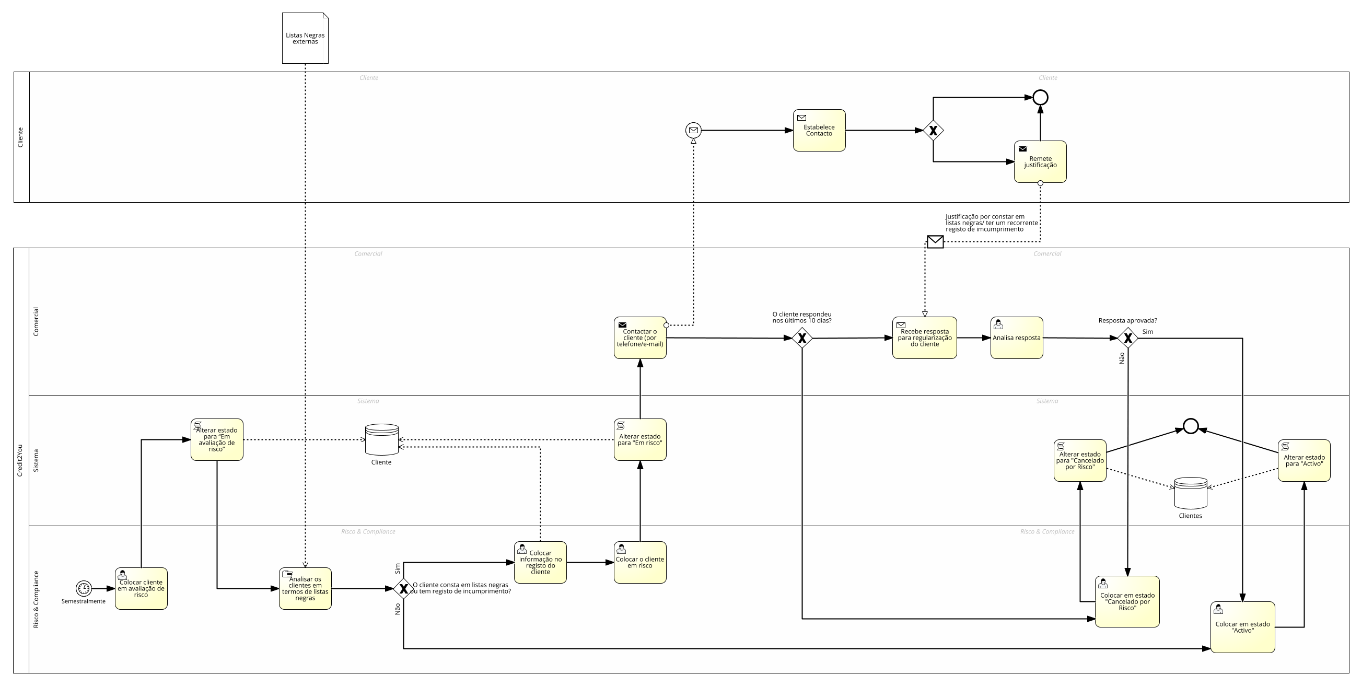 Listas Negras
externas
Cliente
Cliente
Cliente
Estabelece
Contacto
Remete
justificação
Justificação por constar em
listas negras/ ter um recorrente
registo de imcumprimento
Credit2You
Comercial
Comercial
Comercial
Contactar o
cliente (por
telefone/e-mail)
O cliente respondeu
nos últimos 10 dias?
Recebe resposta
para regularização
do cliente
Analisa resposta
Resposta aprovada?
Sim
Não
Sistema
Sistema
Sistema
Alterar estado
para "Em
avaliação de
risco"
Cliente
Alterar estado
para "Em risco"
Alterar estado
para "Cancelado
por Risco"
Clientes
Alterar estado
para "Activo"
Risco & Compliance
Risco & Compliance
Risco & Compliance
Semestralmente
Colocar cliente
em avaliação de
risco
Analisar os
clientes em
termos de listas
negras
Sim
O cliente consta em listas negras
ou tem registo de incumprimento?
Não
Colocar
informação no
registo do
cliente
Colocar o cliente
em risco
Colocar em estado
"Cancelado por
Risco"
Colocar em estado
"Activo"